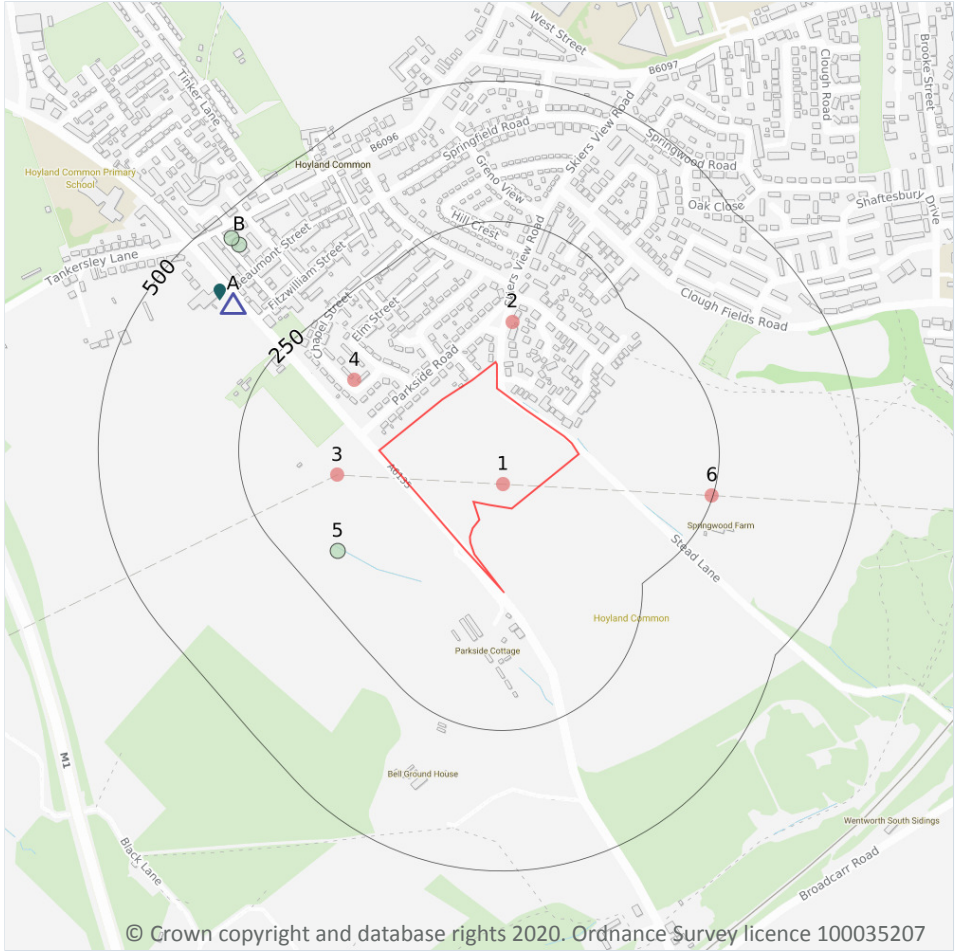 West Street
B6097
Brooke Street
Clough Road
Tinker Lane
Skiers View Road
Springfield Road
B6096
Springwood Road
Hoyland Common
Hoyland Common Primary
School
Geno View
Oak Close
Shaftesbury
Drive
Hill Crest
B
Beaumont Street
Tankersley Lane
Fitzwilliam Street
500
A
Clough Fields Road
2
Chapel Street
Elm Street
250
4
Parkside Road
3
1
A6135
6
Springwood Farm
5
Stead Lane
Hoyland Common
Parkside Cottage
M1
Bell Ground House
Wentworth South Sidings
Black Lane
Broadcarr Road
© Crown copyright and database rights 2020. Ordnance Survey licence 100035207